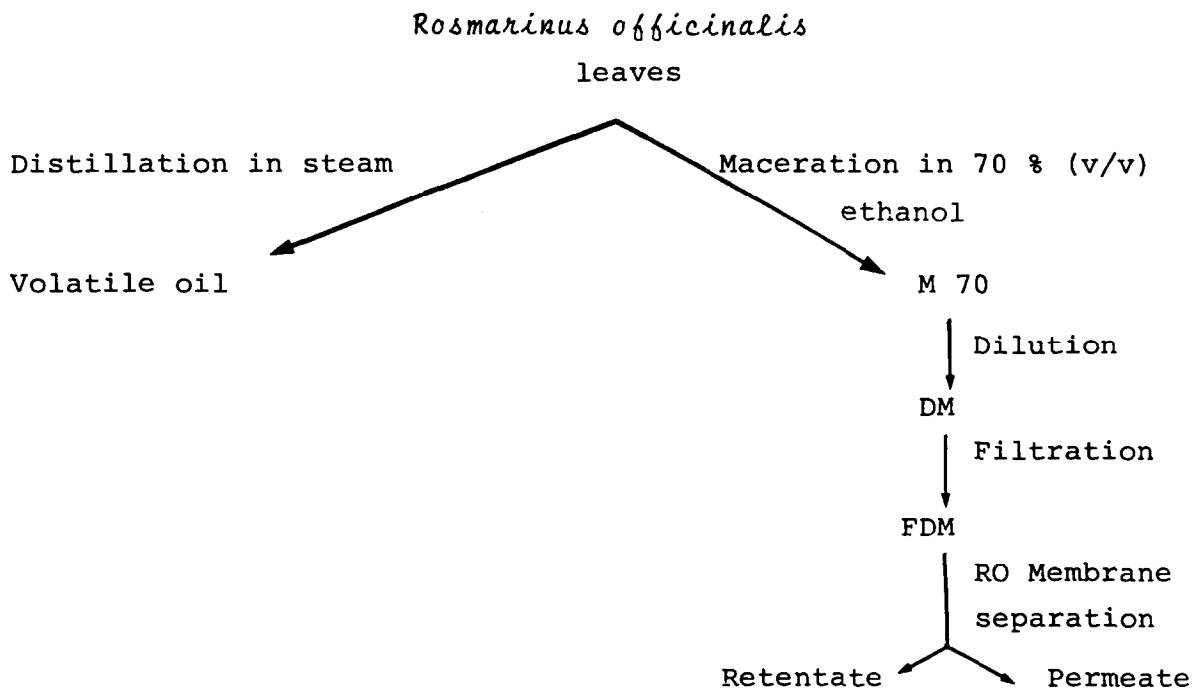 Rosmarinus officinalis
leaves
Distillation in steam
Maceration in 70 % (v/v)
ethanol
Volatile oil
M 70
Dilution
DM
Filtration
FDM
RO Membrane
separation
Retentate
Permeate